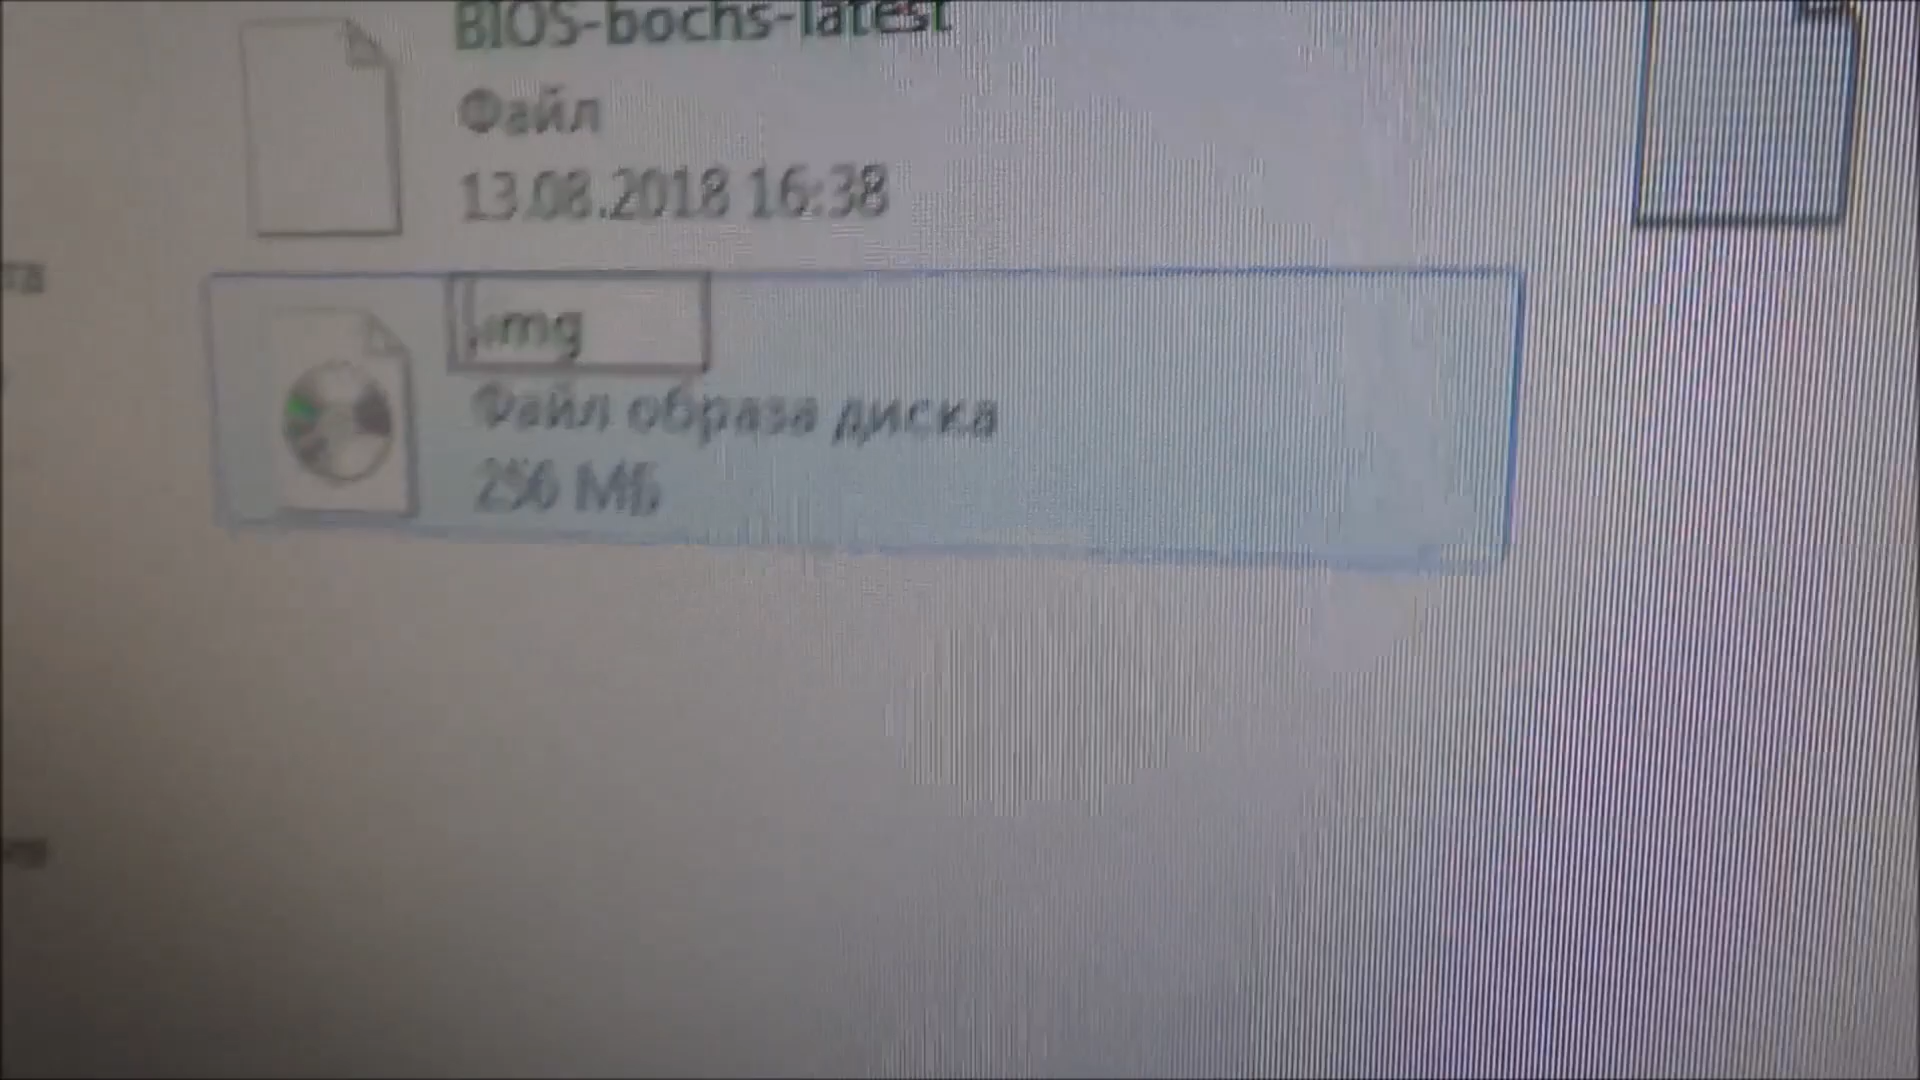 BIOS-bochs-latest
Файл
13.08.2018 16:38
.img
Файл образа диска
256 МБ